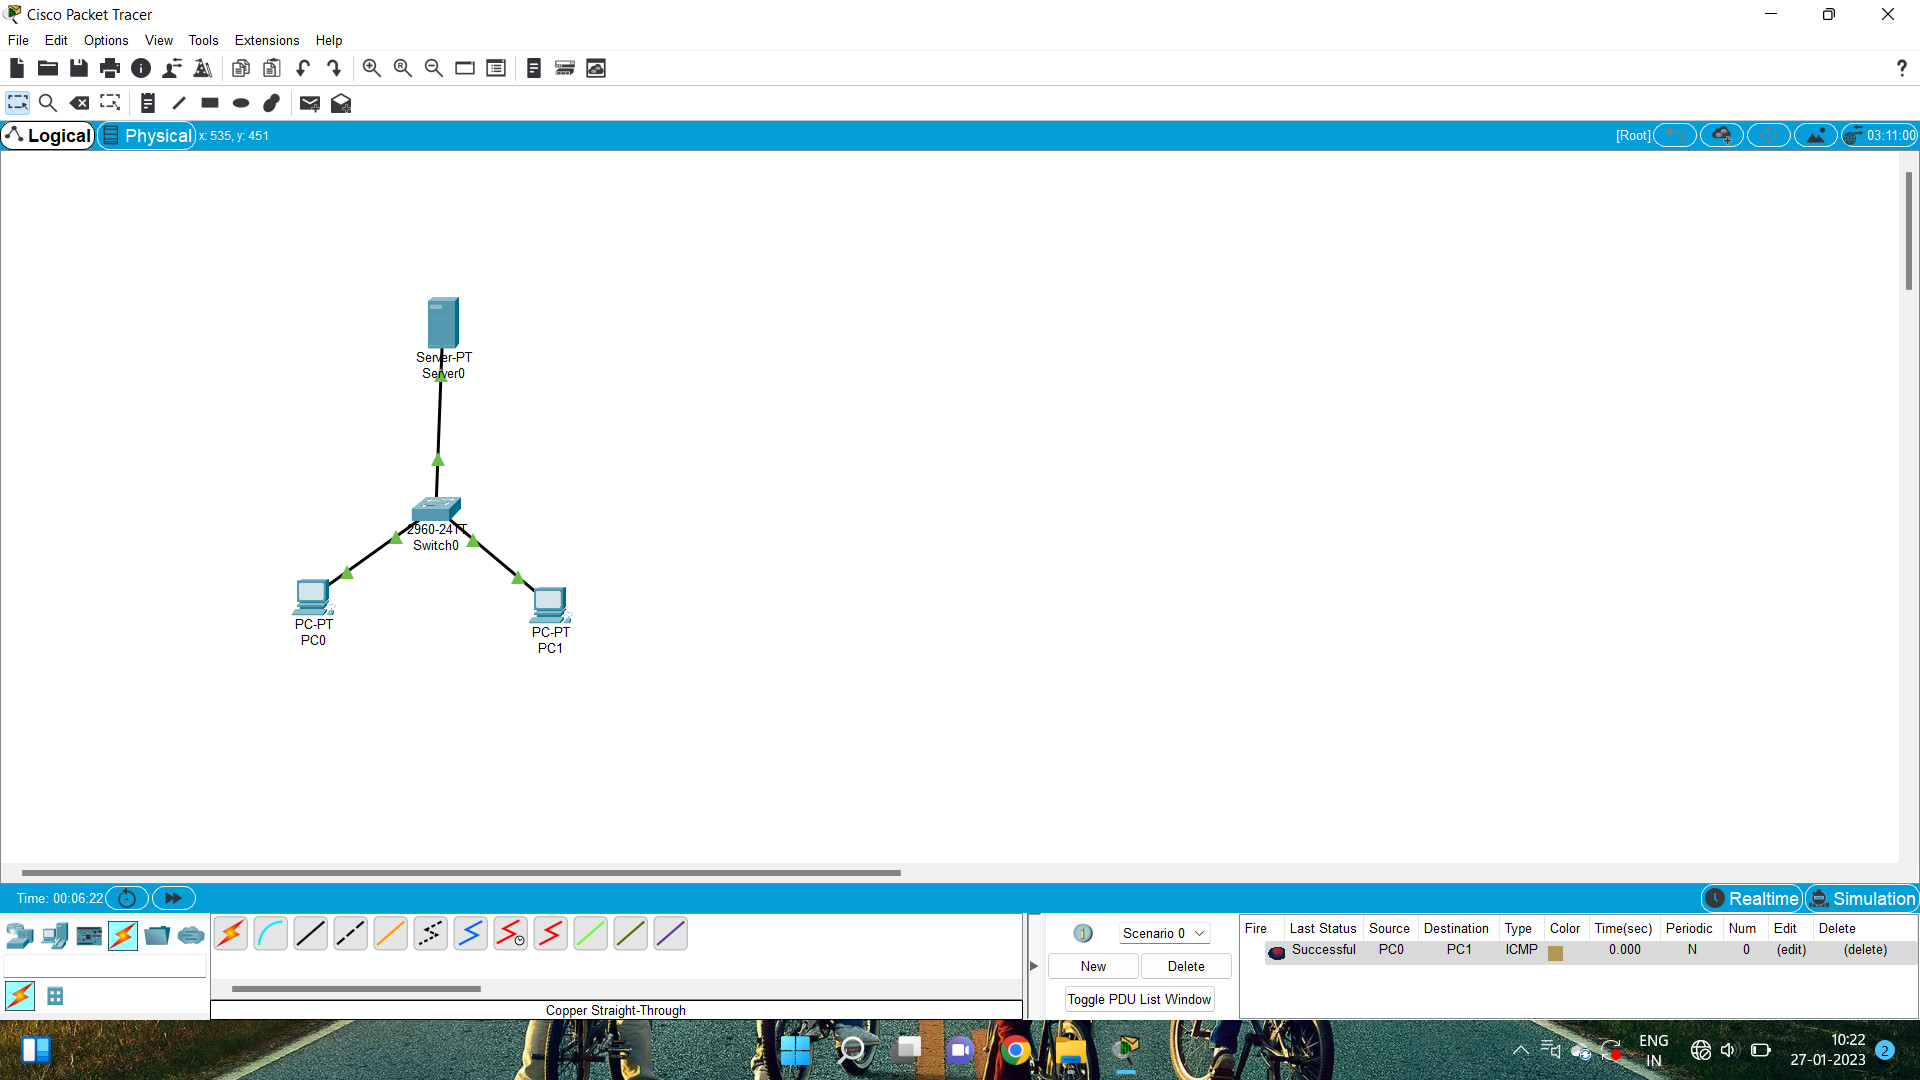 Cisco Packet Tracer
File Edit Options View Tools Extensions Help
Logical Physical x: 535, y: 451 [Root] 03:11:00
Server-PT
Server0
2960-24TT
Switch0
PC-PT
PC0
PC-PT
PC1
Time: 00:06:22 Realtime Simulation
Scenario 0
New Delete
Toggle PDU List Window
Fire Last Status Source Destination Type Color Time(sec) Periodic Num Edit Delete
Successful PC0 PC1 ICMP 0.000 N 0 (edit) (delete)
Copper Straight-Through
ENG
IN
10:22
27-01-2023
2